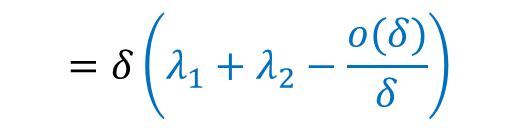 = δ(λ₁ + λ₂ − o(δ)/δ)